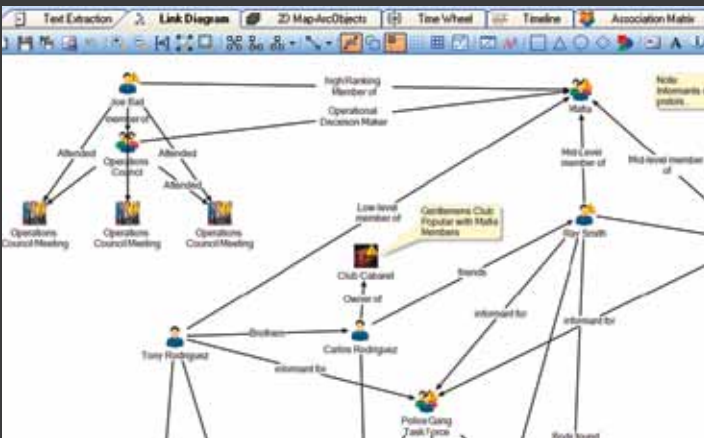 Text Extraction
Link Diagram
2D Map-ArcObjects
Time Wheel
Timeline
Association Matrix
Joe Bad
member of
high Ranking
Member of
Operational
Decision Maker
Mafia
Note:
Informants
Attended
Operations
Council
Attended
Attended
Mid-Level
member of
Mid-level member
of
Operations
Council Meeting
Operations
Council Meeting
Operations
Council Meeting
Low-level
member of
Gentlemens Club
Popular with Mafia
Members
Ray Smith
Club Cabaret
friends
Owner of
informant for
informant for
Brothers
Tony Rodriguez
Carlos Rodriguez
informant for
Police Gang
Task Force
Body found